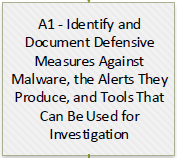 A1 - Identify and
Document Defensive
Measures Against
Malware, the Alerts They
Produce, and Tools That
Can Be Used for
Investigation